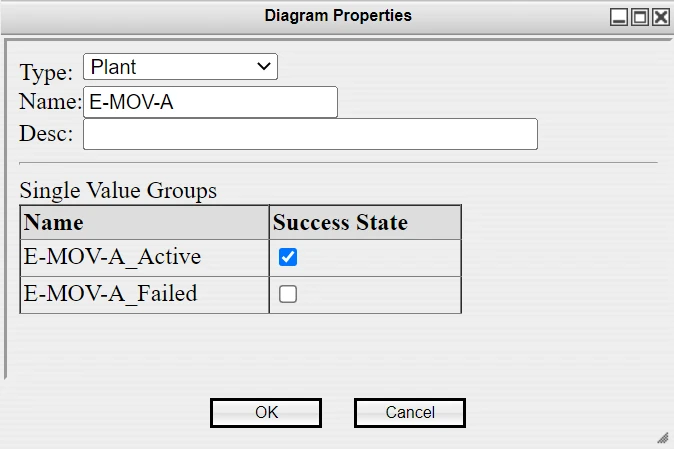 Diagram Properties
Type: Plant
Name: E-MOV-A
Desc:
Single Value Groups
Name Success State
E-MOV-A_Active
E-MOV-A_Failed
OK Cancel